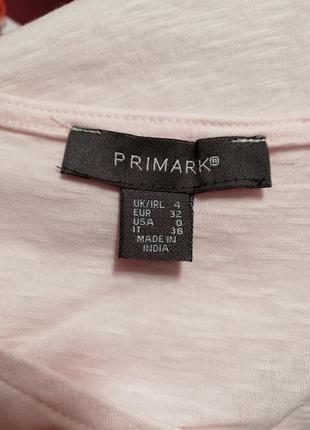 PRIMARK®
UK/IRL 4
EUR 32
USA 0
IT 36
MADE IN
INDIA